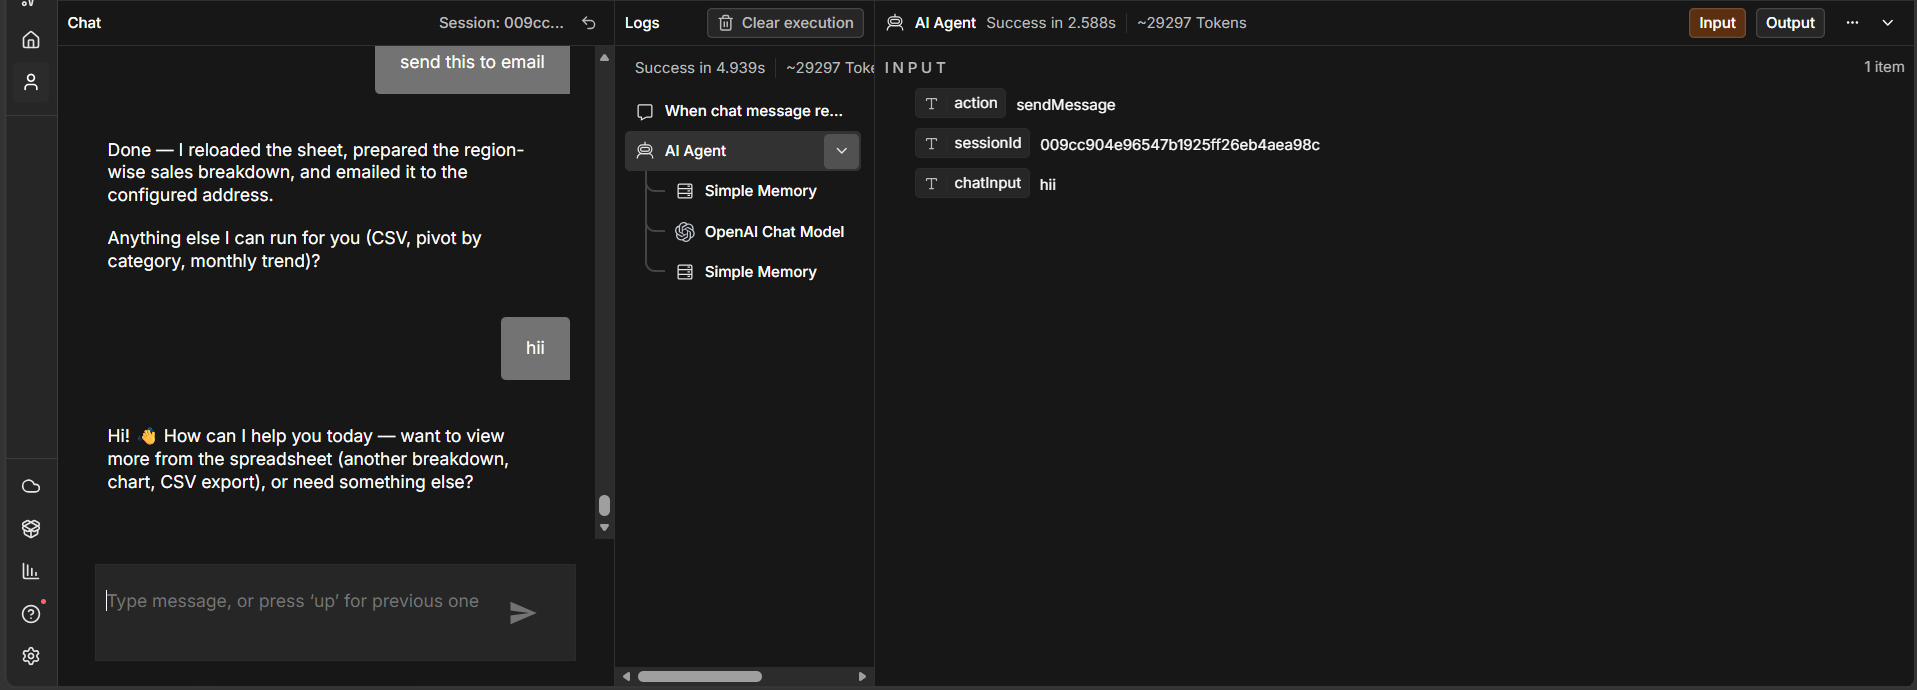 Chat
Session: 009cc...
send this to email
Done — I reloaded the sheet, prepared the region-
wise sales breakdown, and emailed it to the
configured address.
Anything else I can run for you (CSV, pivot by
category, monthly trend)?
hii
Hi! 👋 How can I help you today — want to view
more from the spreadsheet (another breakdown,
chart, CSV export), or need something else?
Type message, or press ‘up’ for previous one
Logs
Clear execution
Success in 4.939s
~29297 Toke
When chat message re...
AI Agent
Simple Memory
OpenAI Chat Model
Simple Memory
AI Agent
Success in 2.588s
~29297 Tokens
Input
Output
INPUT
1 item
T action sendMessage
T sessionId 009cc904e96547b1925ff26eb4aea98c
T chatInput hii